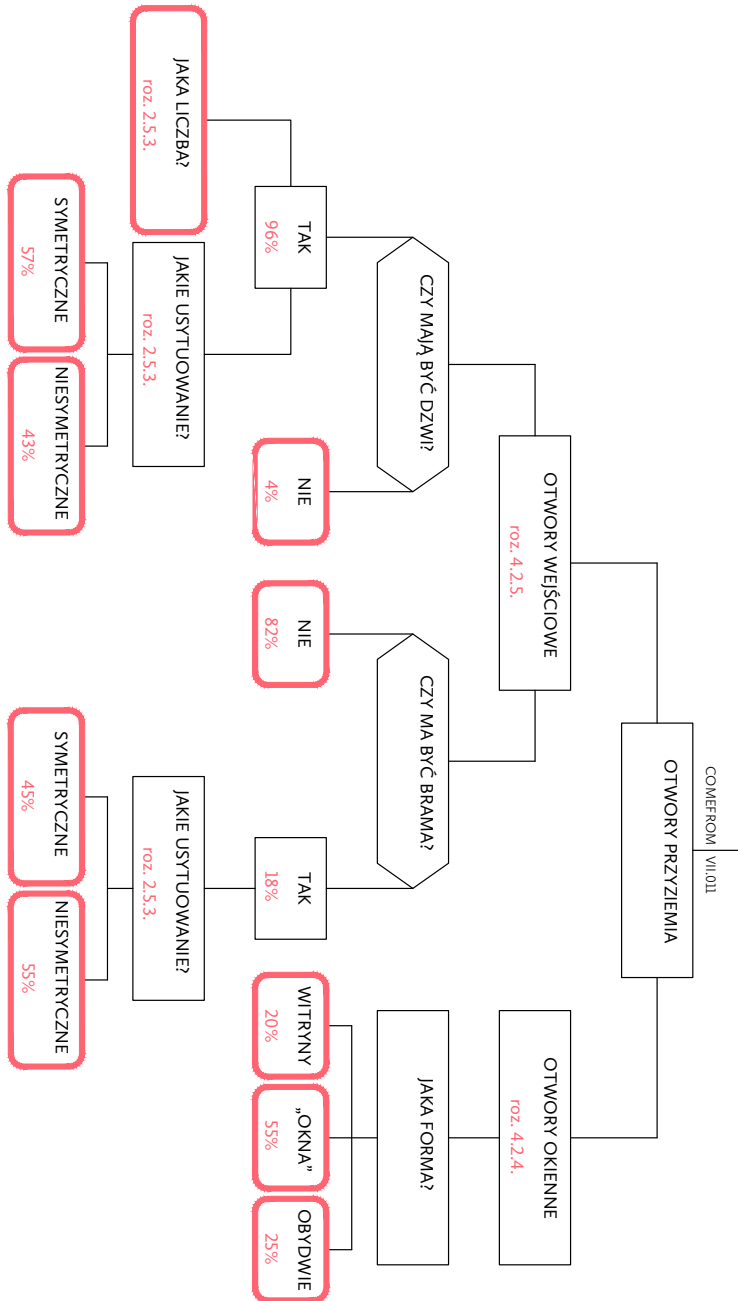 COMEFROM VII.011
OTWORY PRZYZIEMIA
OTWORY WEJŚCIOWE
roz. 4.2.5.
OTWORY OKIENNE
roz. 4.2.4.
CZY MAJĄ BYĆ DZWI?
CZY MA BYĆ BRAMA?
JAKA FORMA?
TAK
96%
NIE
4%
NIE
82%
TAK
18%
WITRYNY
20%
„OKNA”
55%
OBYDWIE
25%
JAKA LICZBA?
roz. 2.5.3.
JAKIE USYTUOWANIE?
roz. 2.5.3.
JAKIE USYTUOWANIE?
roz. 2.5.3.
SYMETRYCZNE
57%
NIESYMETRYCZNE
43%
SYMETRYCZNE
45%
NIESYMETRYCZNE
55%